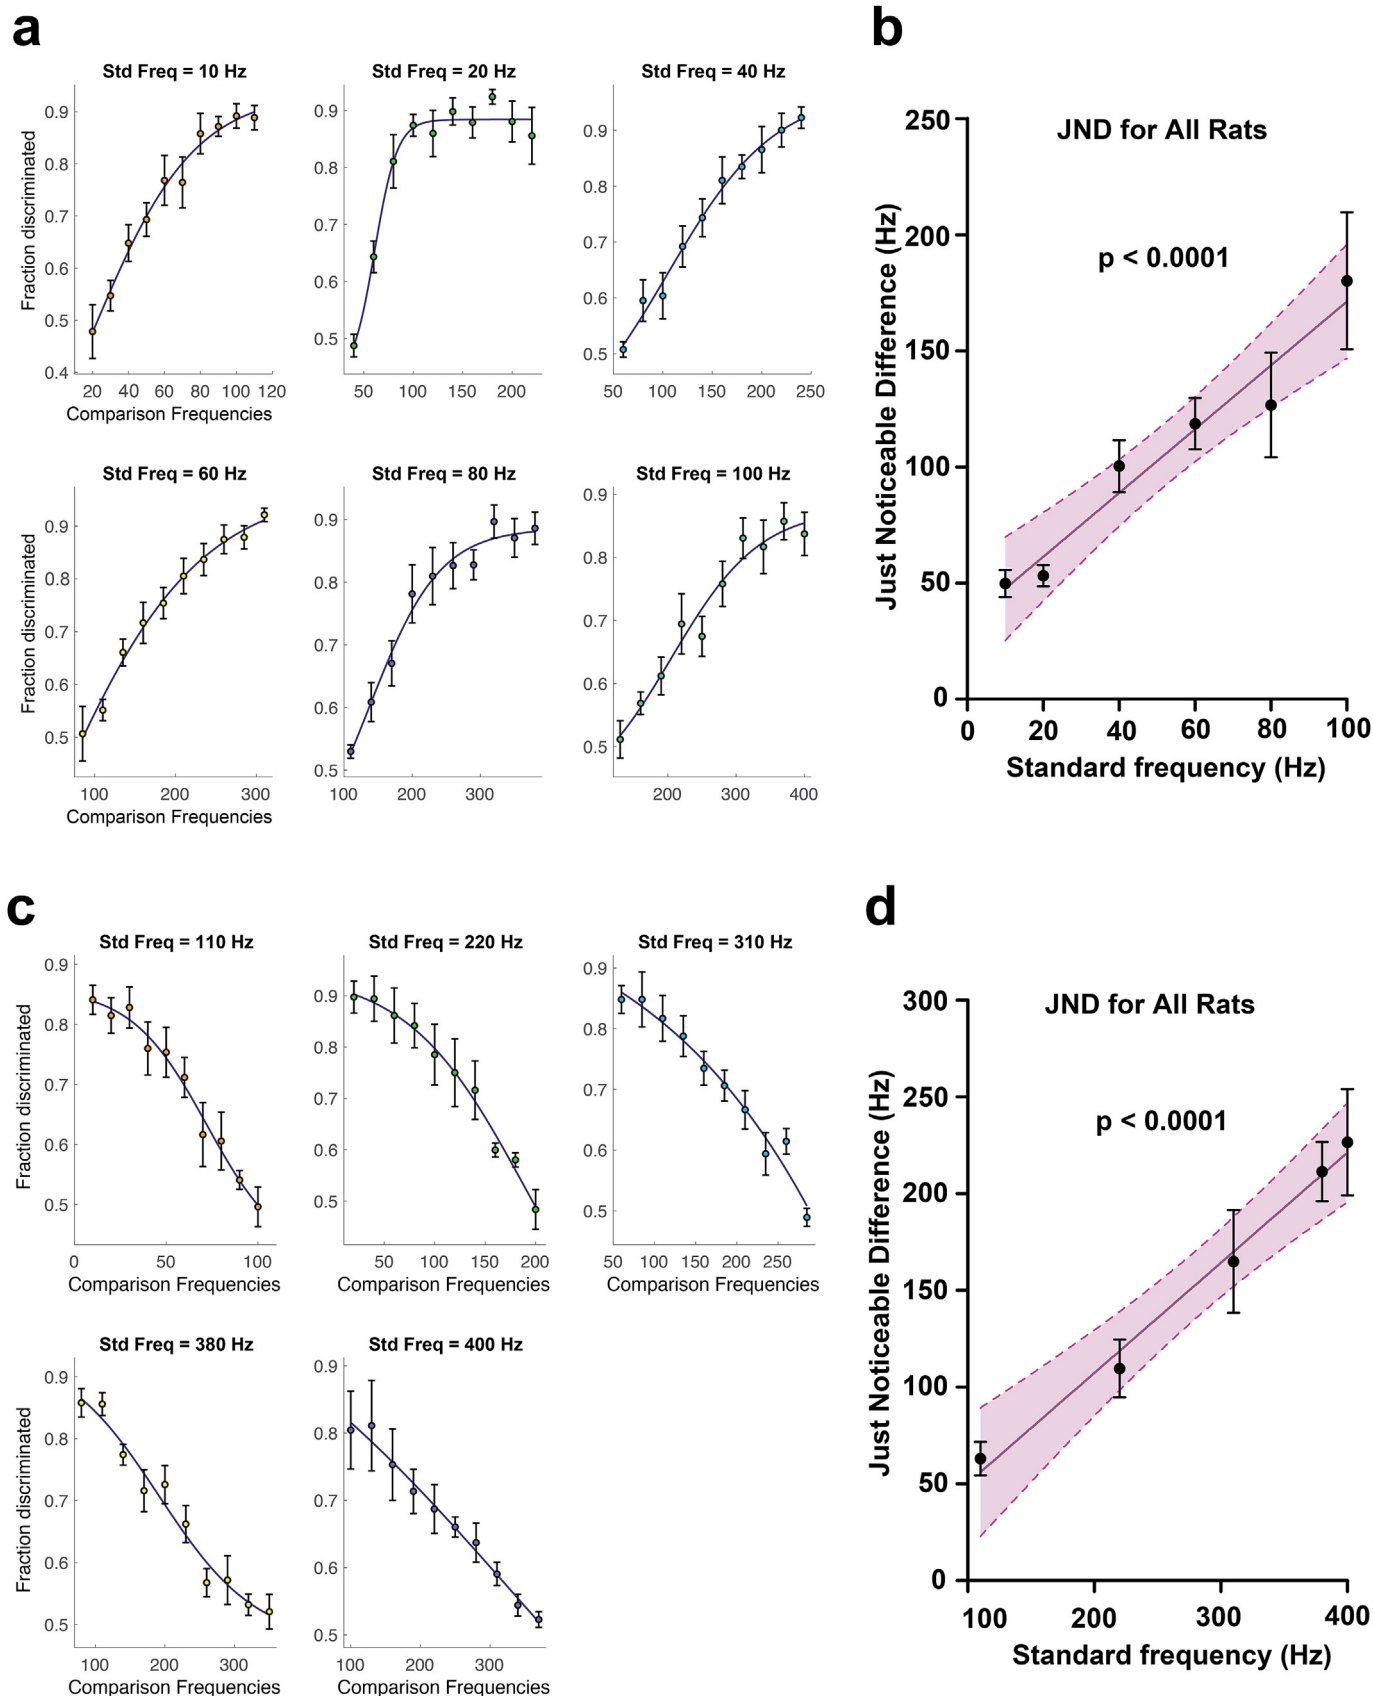 a
Std Freq = 10 Hz
Fraction discriminated
0.9
0.8
0.7
0.6
0.5
0.4
20 40 60 80 100 120
Comparison Frequencies
Std Freq = 20 Hz
0.9
0.8
0.7
0.6
0.5
50 100 150 200
Std Freq = 40 Hz
0.9
0.8
0.7
0.6
0.5
50 100 150 200 250
Std Freq = 60 Hz
Fraction discriminated
0.9
0.8
0.7
0.6
0.5
100 200 300
Comparison Frequencies
Std Freq = 80 Hz
0.9
0.8
0.7
0.6
0.5
100 200 300
Std Freq = 100 Hz
0.9
0.8
0.7
0.6
0.5
200 300 400
b
JND for All Rats
p < 0.0001
Just Noticeable Difference (Hz)
250
200
150
100
50
0
0 20 40 60 80 100
Standard frequency (Hz)
c
Std Freq = 110 Hz
Fraction discriminated
0.9
0.8
0.7
0.6
0.5
0 50 100
Comparison Frequencies
Std Freq = 220 Hz
0.9
0.8
0.7
0.6
0.5
50 100 150 200
Comparison Frequencies
Std Freq = 310 Hz
0.9
0.8
0.7
0.6
0.5
50 100 150 200 250
Comparison Frequencies
Std Freq = 380 Hz
Fraction discriminated
0.9
0.8
0.7
0.6
0.5
100 200 300
Comparison Frequencies
Std Freq = 400 Hz
0.9
0.8
0.7
0.6
0.5
100 200 300
Comparison Frequencies
d
JND for All Rats
p < 0.0001
Just Noticeable Difference (Hz)
300
250
200
150
100
50
0
100 200 300 400
Standard frequency (Hz)